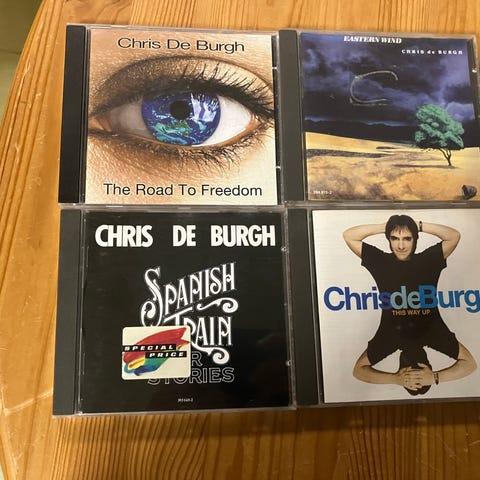 Chris De Burgh
The Road To Freedom
EASTERN WIND
CHRIS de BURGH
CHRIS DE BURGH
SPANISH
TRAIN
SPECIAL
PRICE
STORIES
ChrisdeBurg
THIS WAY UP